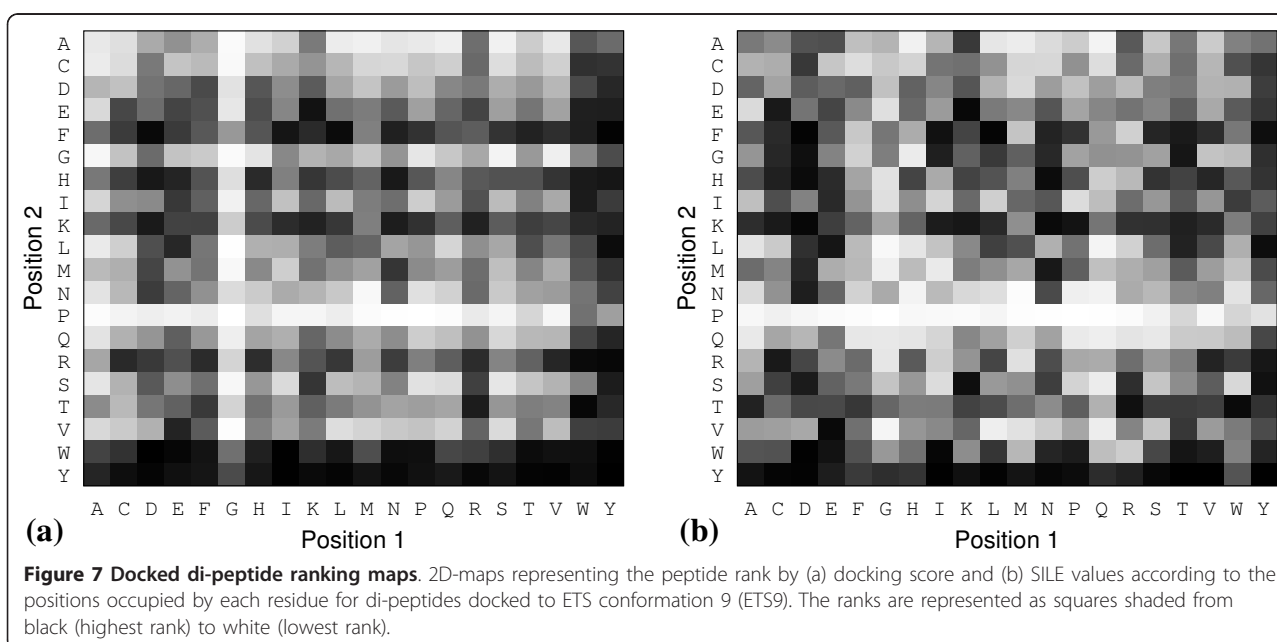 A
C
D
E
F
G
H
I
K
L
M
N
P
Q
R
S
T
V
W
Y
Position 2
A C D E F G H I K L M N P Q R S T V W Y
(a)
Position 1
A
C
D
E
F
G
H
I
K
L
M
N
P
Q
R
S
T
V
W
Y
Position 2
A C D E F G H I K L M N P Q R S T V W Y
(b)
Position 1
Figure 7 Docked di-peptide ranking maps. 2D-maps representing the peptide rank by (a) docking score and (b) SILE values according to the
positions occupied by each residue for di-peptides docked to ETS conformation 9 (ETS9). The ranks are represented as squares shaded from
black (highest rank) to white (lowest rank).